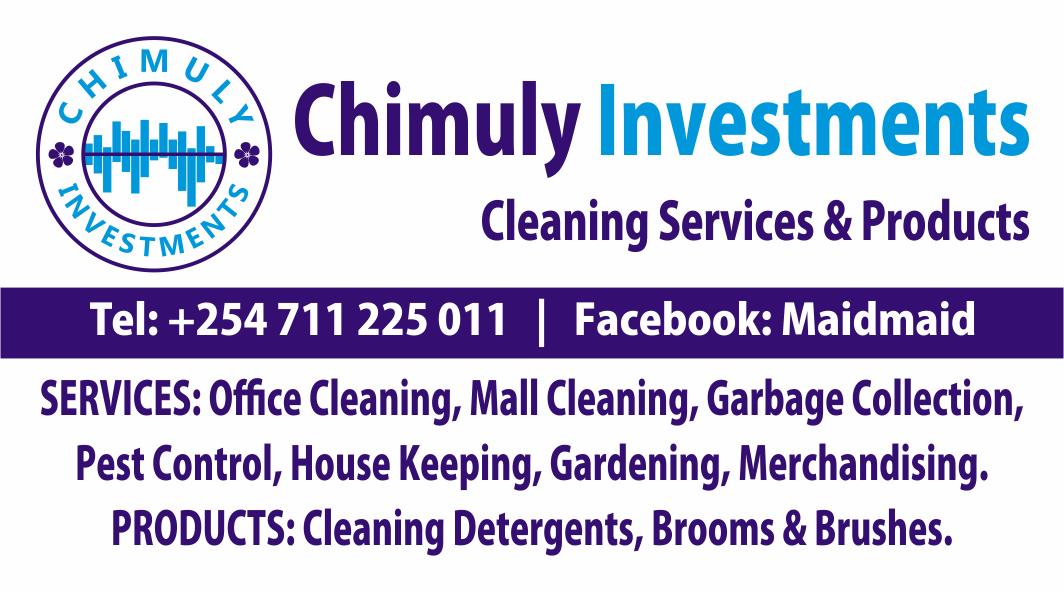 CHIMULY
INVESTMENTS
Chimuly Investments
Cleaning Services & Products
Tel: +254 711 225 011 | Facebook: Maidmaid
SERVICES: Office Cleaning, Mall Cleaning, Garbage Collection,
Pest Control, House Keeping, Gardening, Merchandising.
PRODUCTS: Cleaning Detergents, Brooms & Brushes.